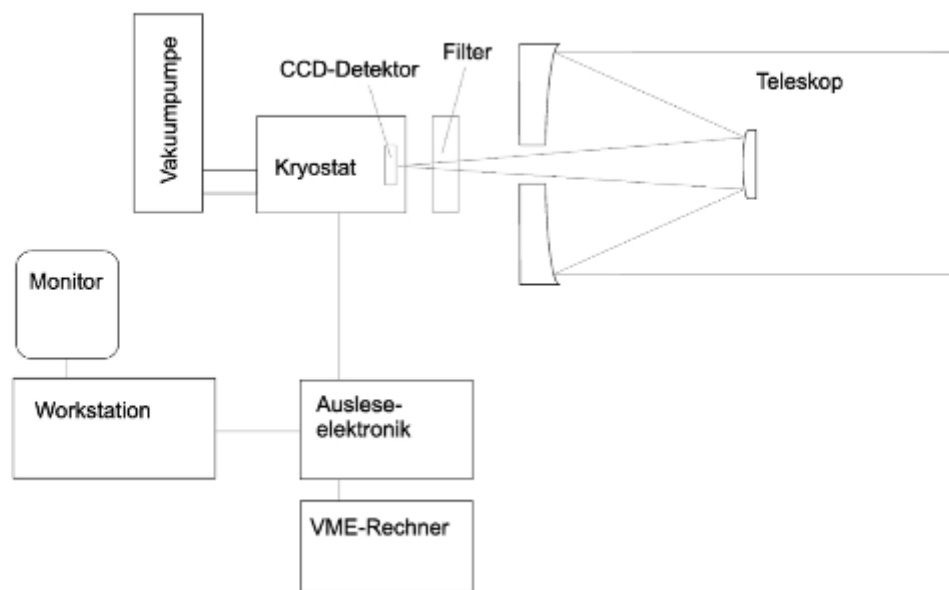 Vakuumpumpe
CCD-Detektor
Filter
Teleskop
Kryostat
Monitor
Workstation
Auslese-
elektronik
VME-Rechner